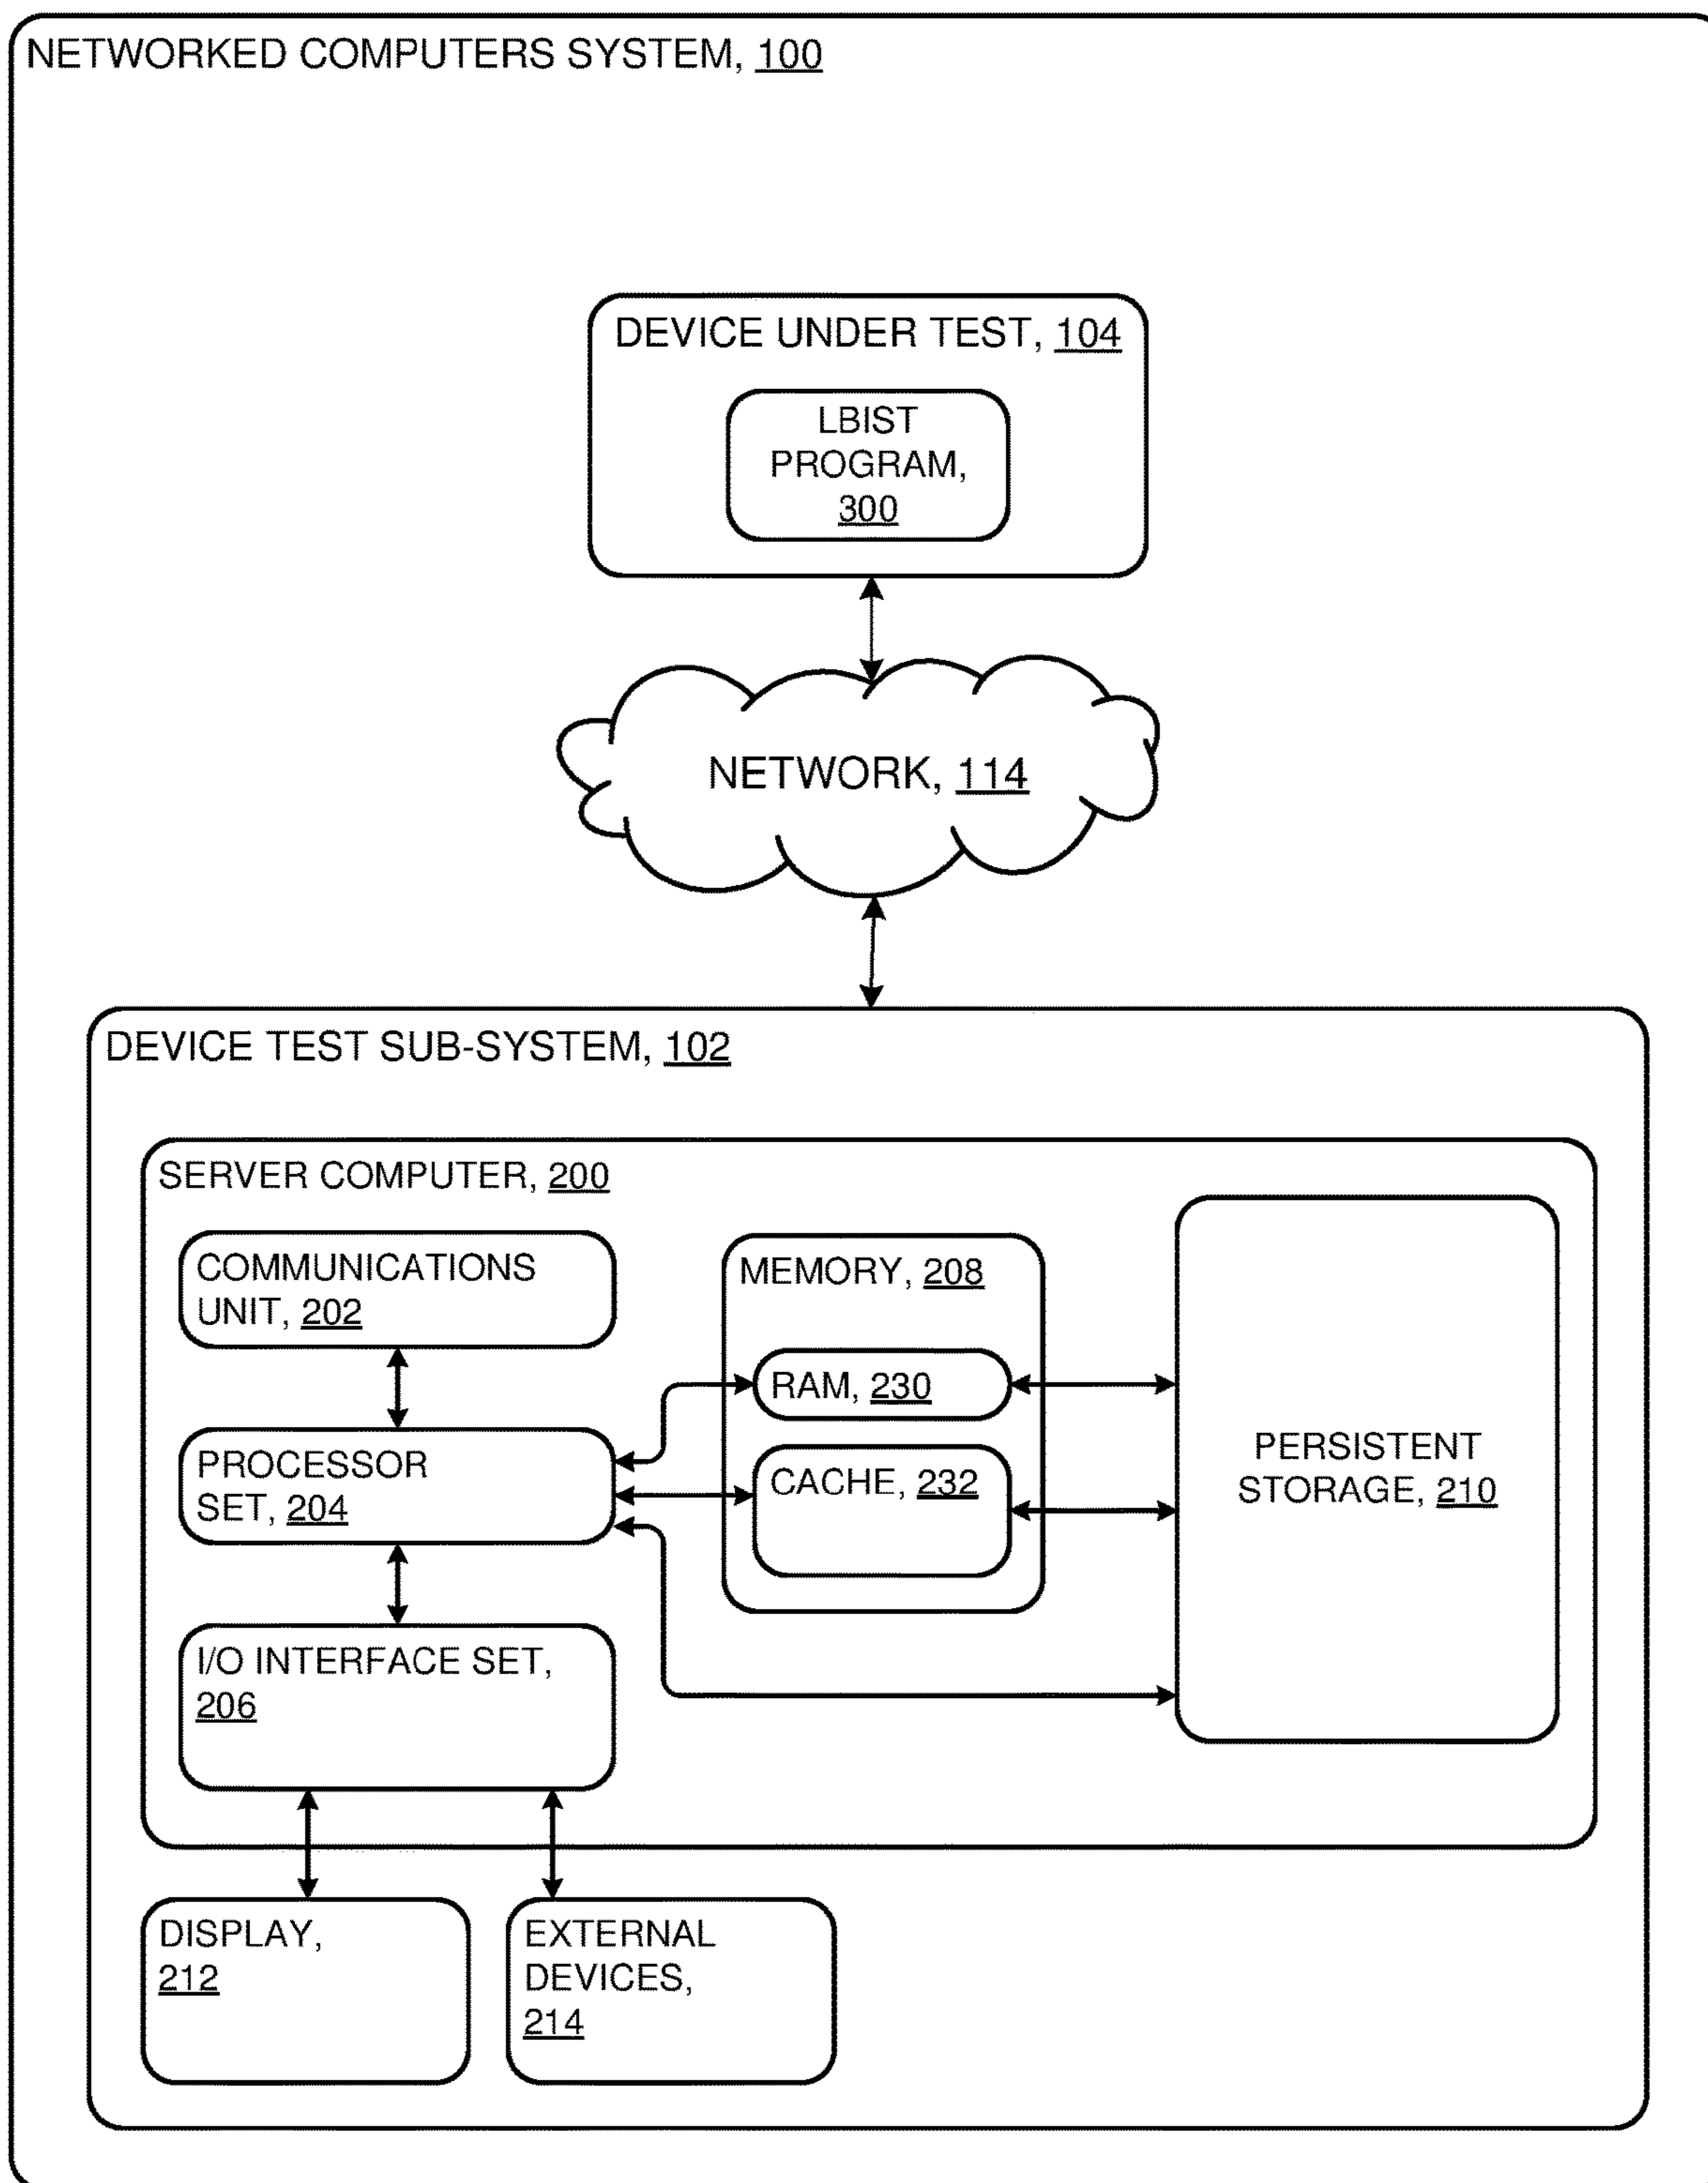 NETWORKED COMPUTERS SYSTEM, 100
DEVICE UNDER TEST, 104
LBIST
PROGRAM,
300
NETWORK, 114
DEVICE TEST SUB-SYSTEM, 102
SERVER COMPUTER, 200
COMMUNICATIONS
UNIT, 202
MEMORY, 208
RAM, 230
PROCESSOR
SET, 204
CACHE, 232
PERSISTENT
STORAGE, 210
I/O INTERFACE SET,
206
DISPLAY,
212
EXTERNAL
DEVICES,
214